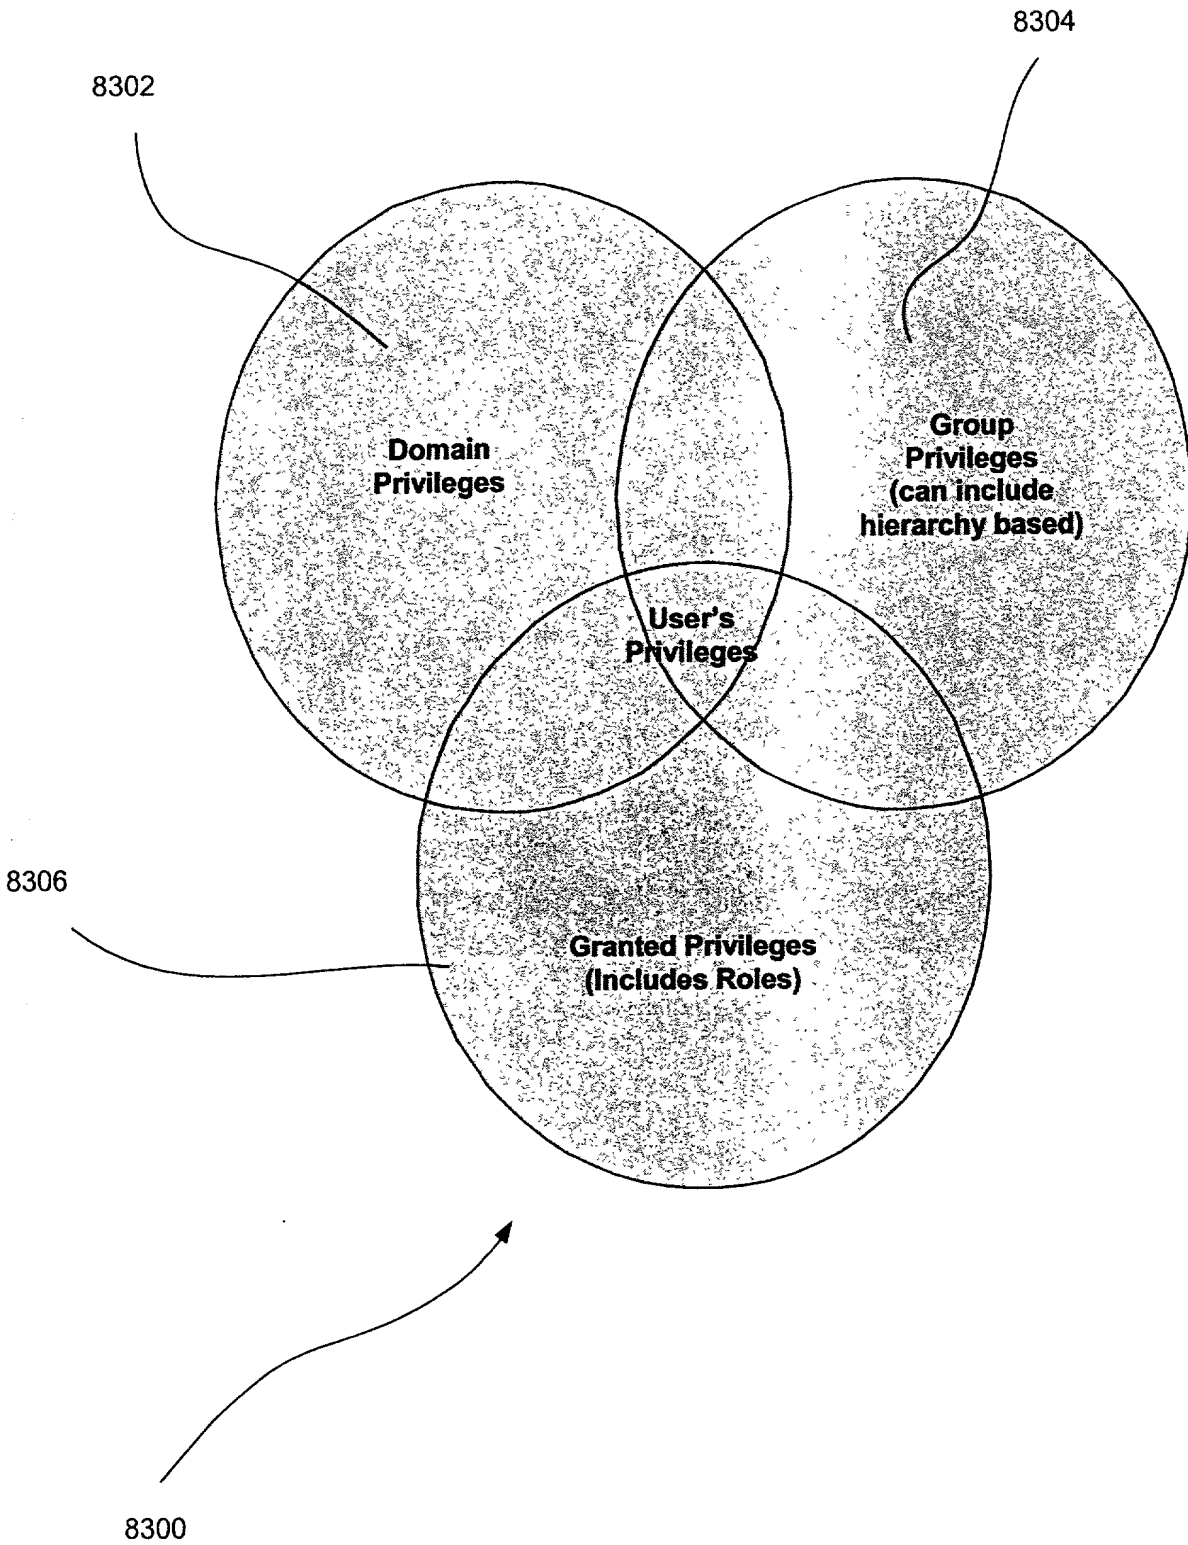 8304
8302
Domain
Privileges
Group
Privileges
(can include
hierarchy based)
User's
Privileges
8306
Granted Privileges
(Includes Roles)
8300